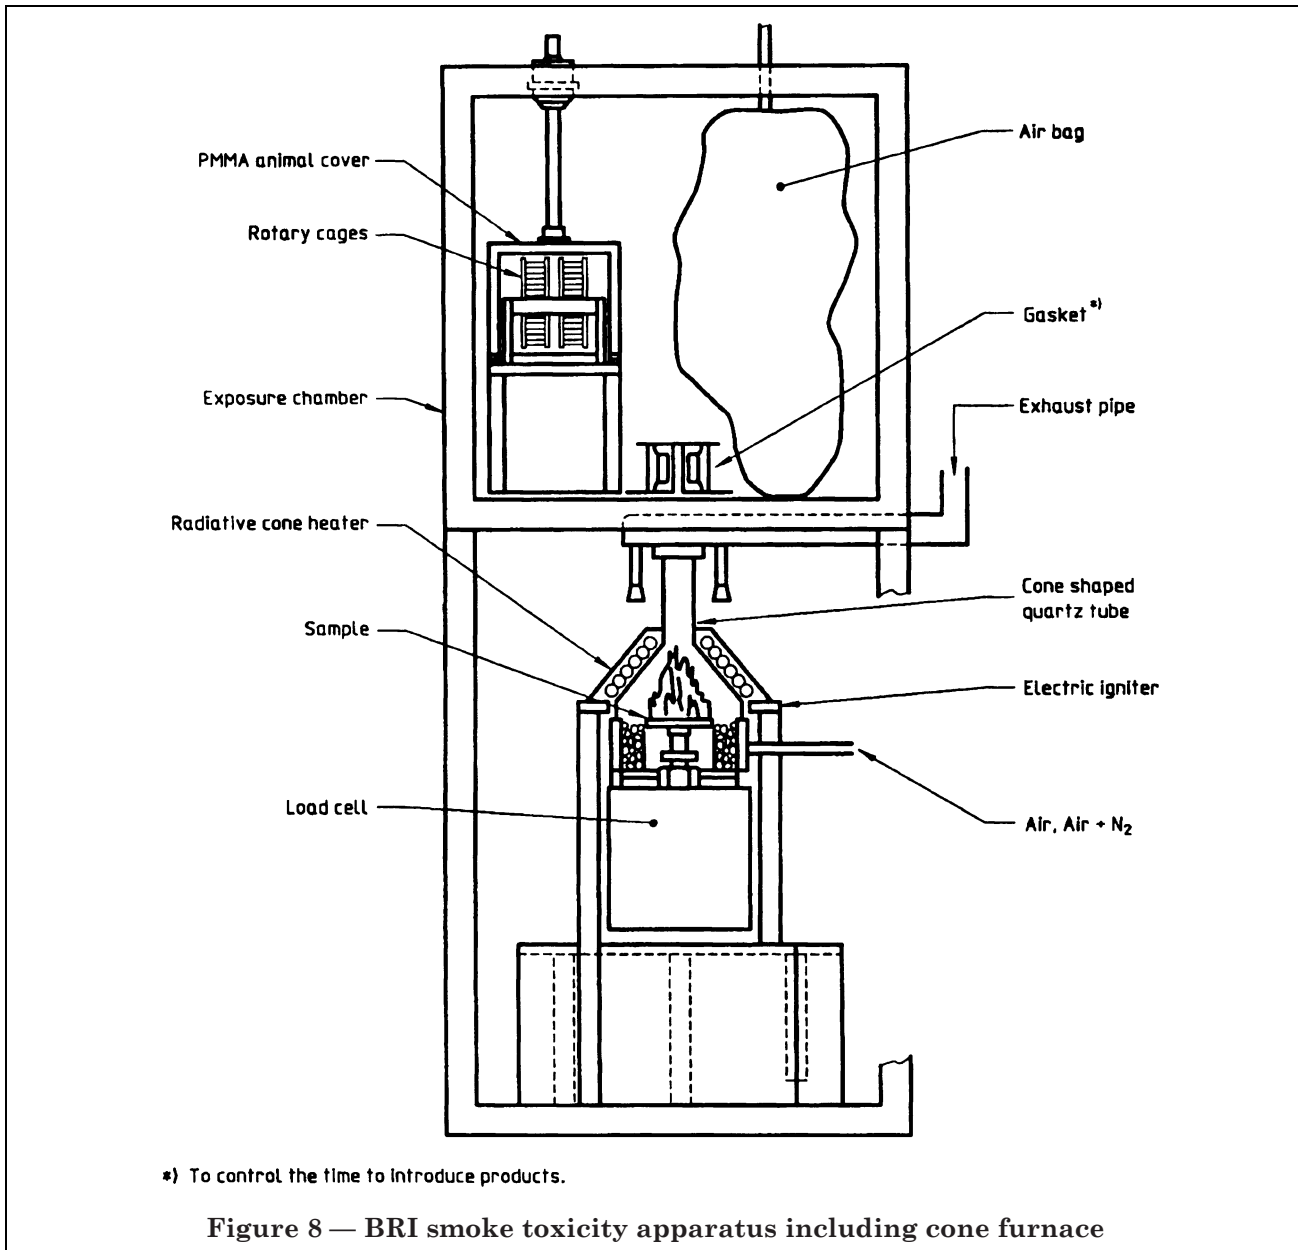 Air bag
PMMA animal cover
Rotary cages
Gasket*)
Exposure chamber
Exhaust pipe
Radiative cone heater
Cone shaped
quartz tube
Sample
Electric igniter
Load cell
Air, Air + N2
*) To control the time to introduce products.
Figure 8 — BRI smoke toxicity apparatus including cone furnace